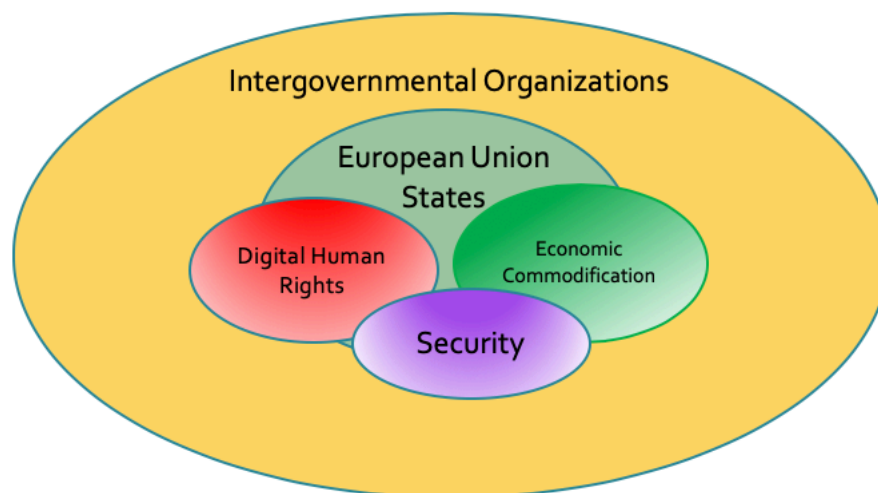 Intergovernmental Organizations
European Union
States
Digital Human
Rights
Economic
Commodification
Security